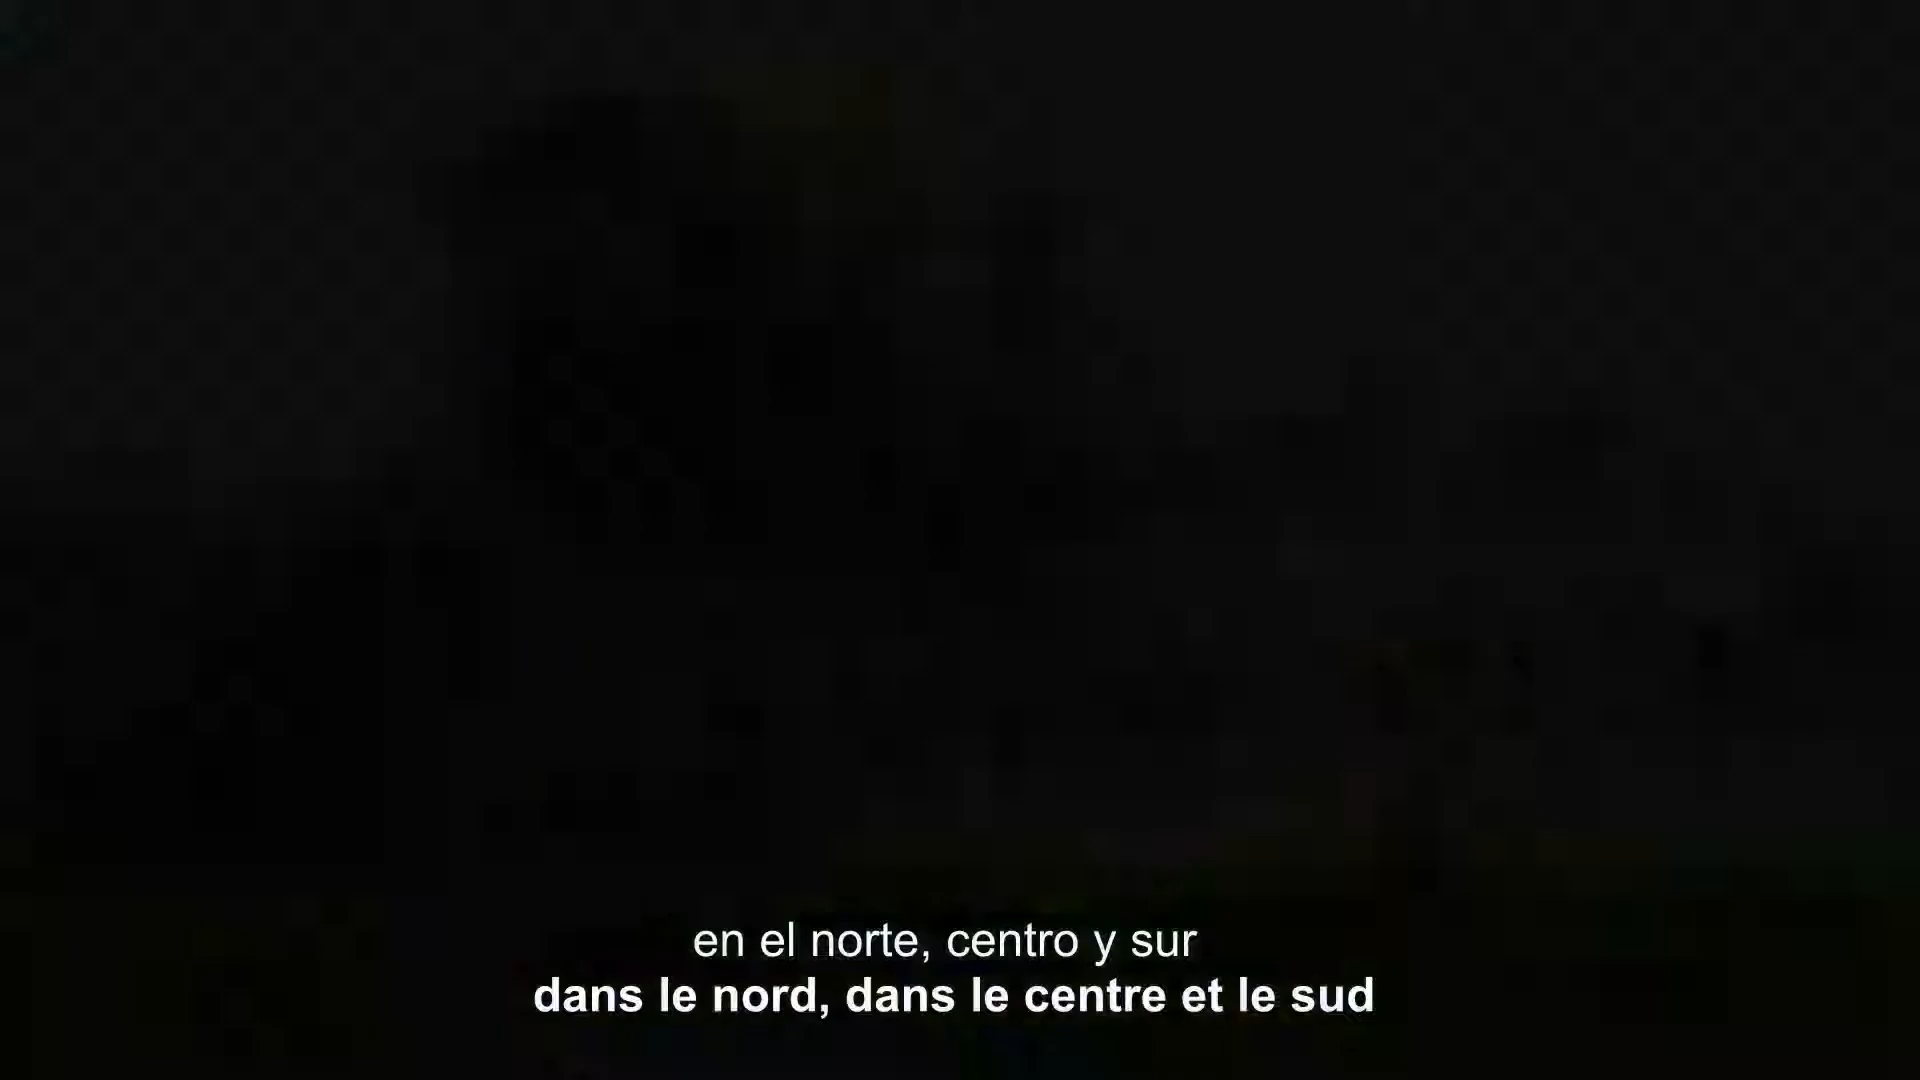 en el norte, centro y sur
dans le nord, dans le centre et le sud